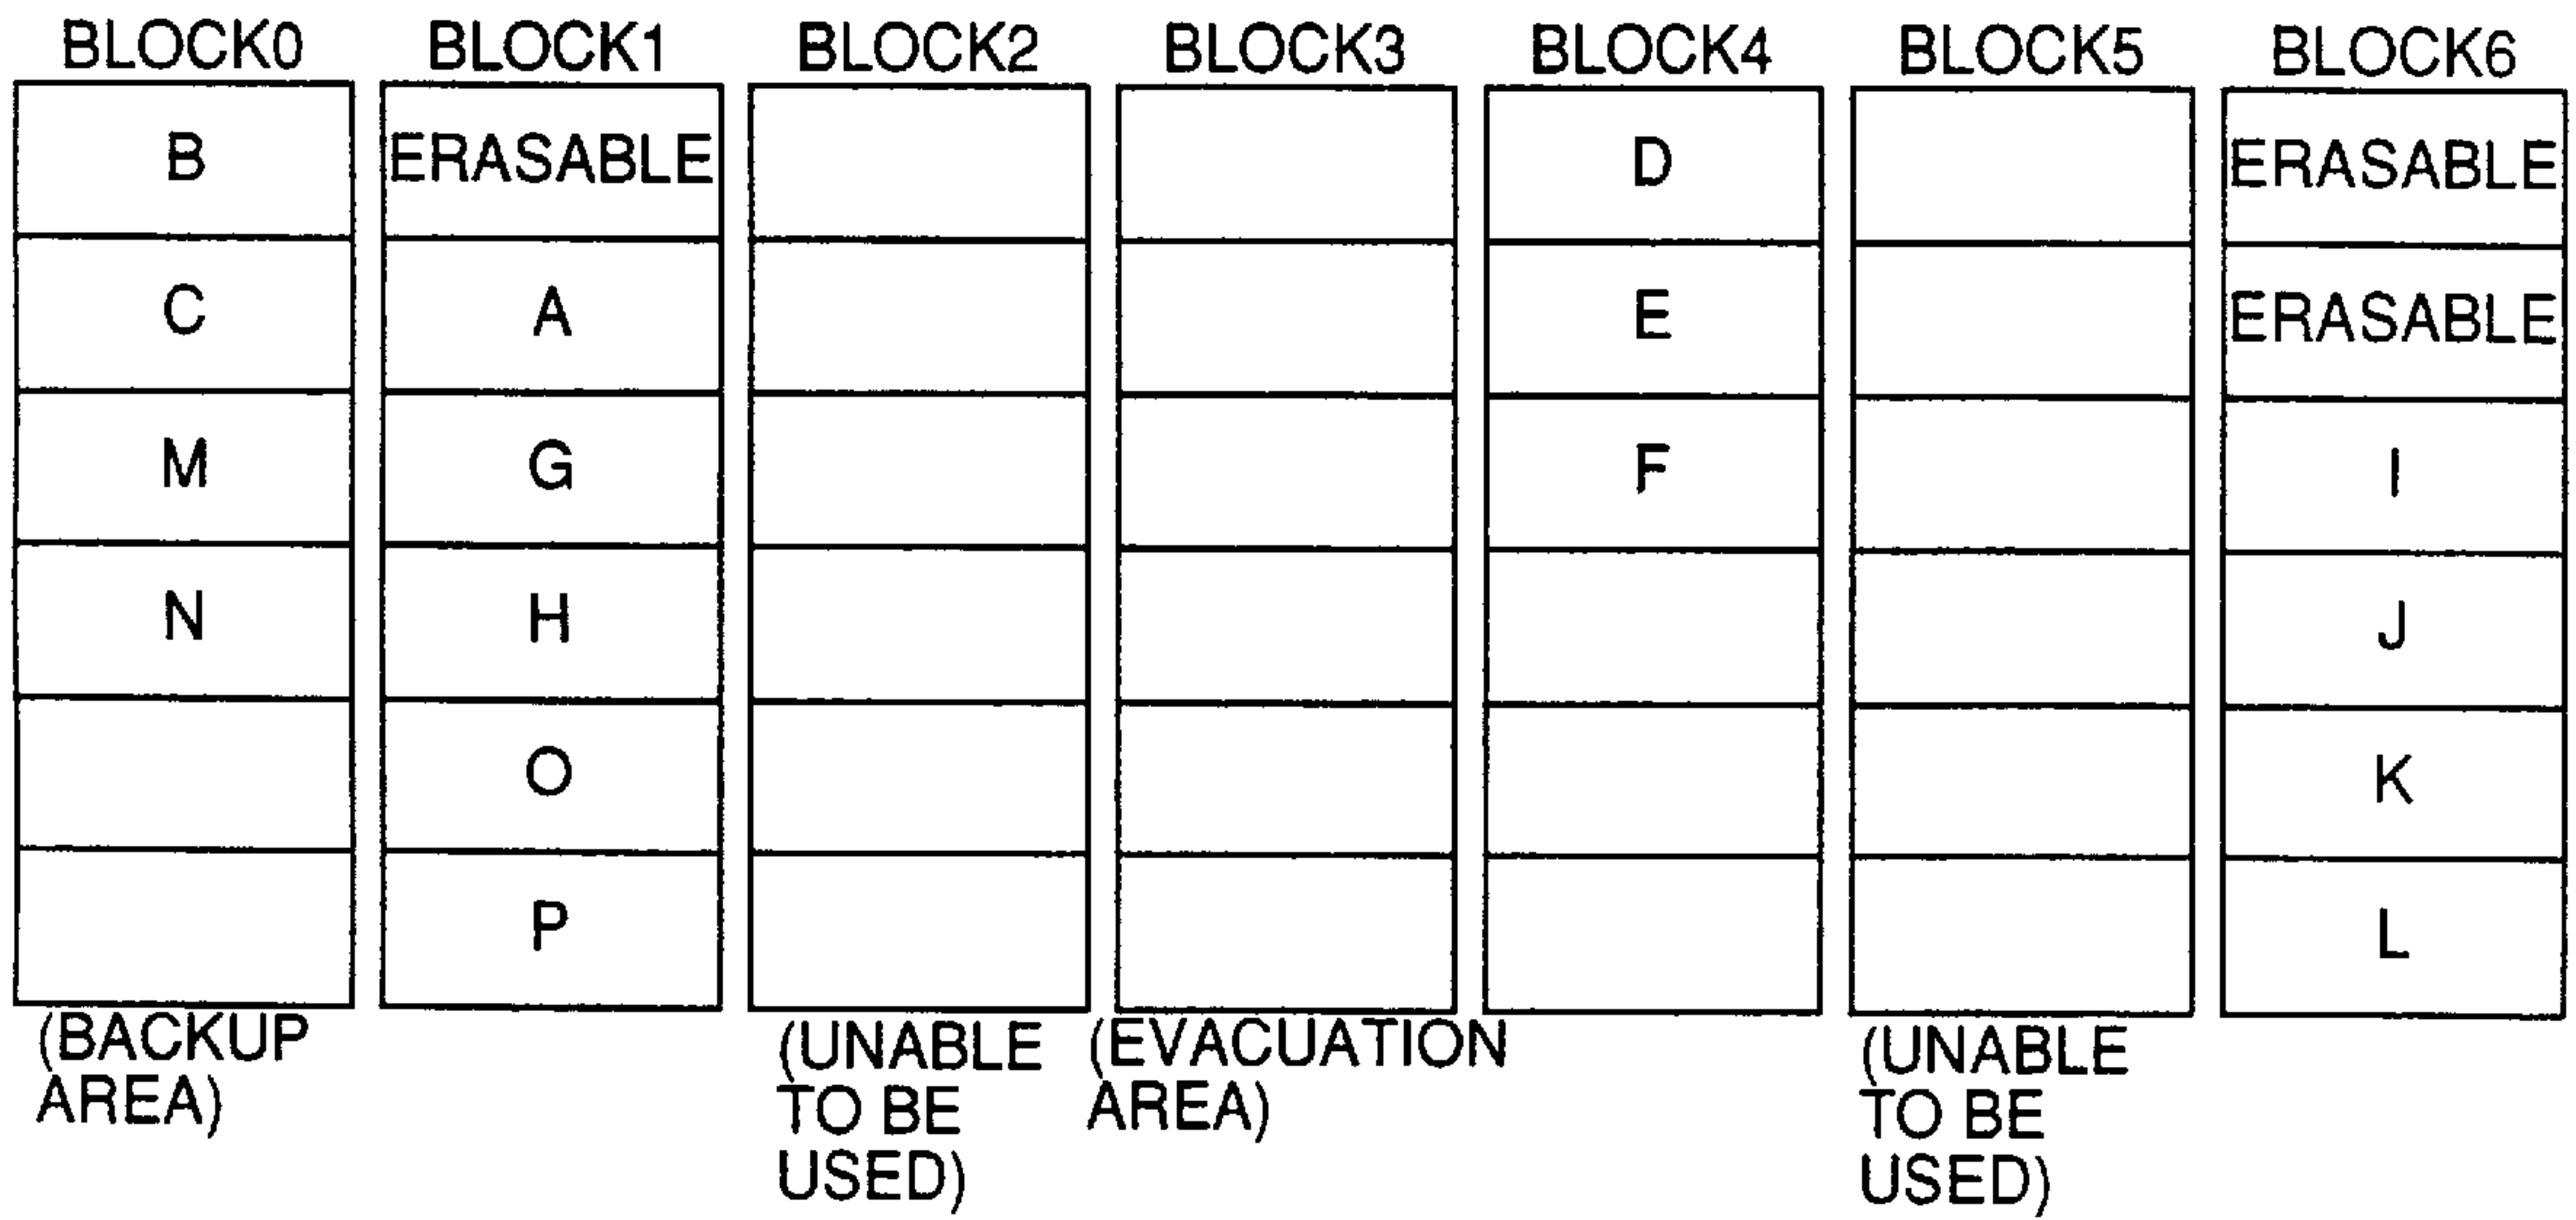 BLOCK0 BLOCK1 BLOCK2 BLOCK3 BLOCK4 BLOCK5 BLOCK6
B ERASABLE D ERASABLE
C A E ERASABLE
M G F I
N H J
O K
P L
(BACKUP
AREA)
(UNABLE
TO BE
USED)
(EVACUATION
AREA)
(UNABLE
TO BE
USED)